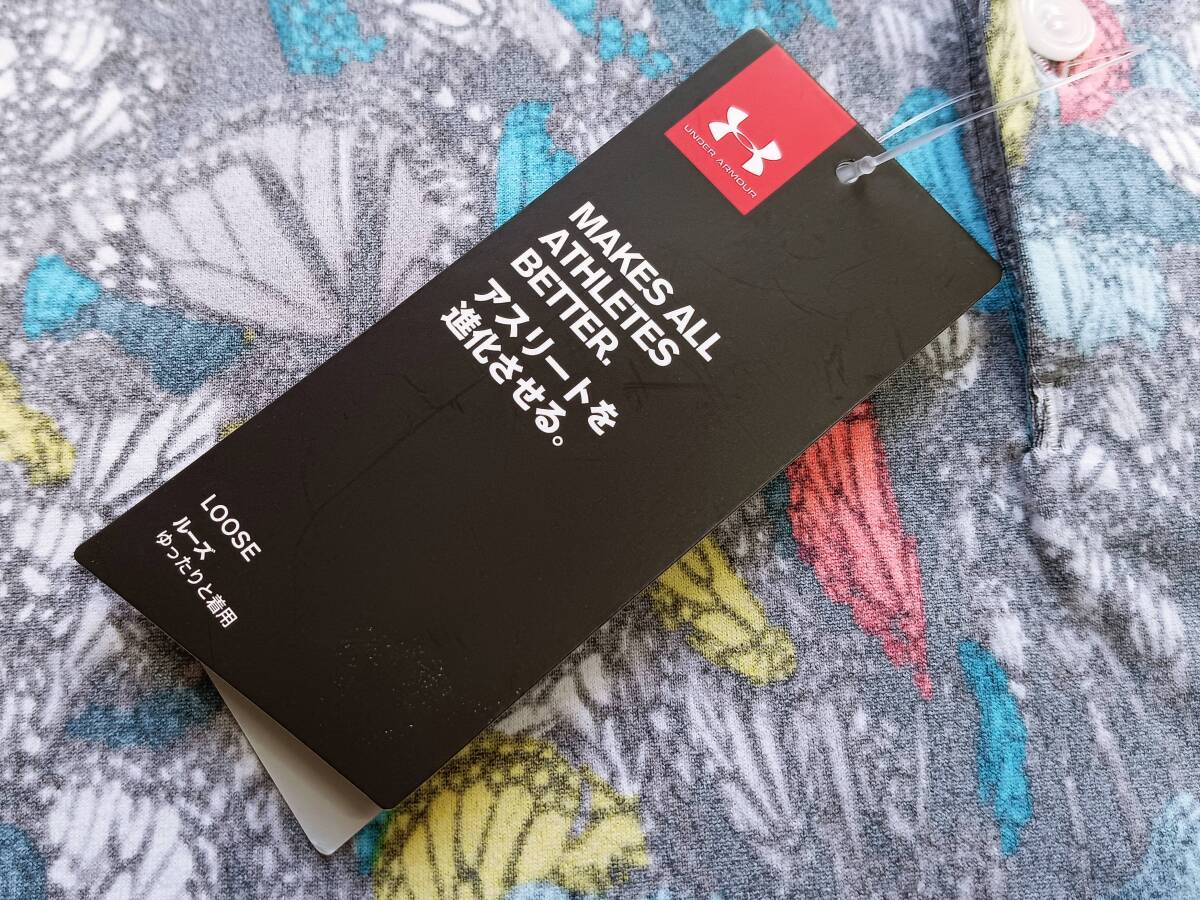 UNDER ARMOUR
MAKES ALL
ATHLETES
BETTER.
アスリートを
進化させる。
LOOSE
ルーズ
ゆったりと着用